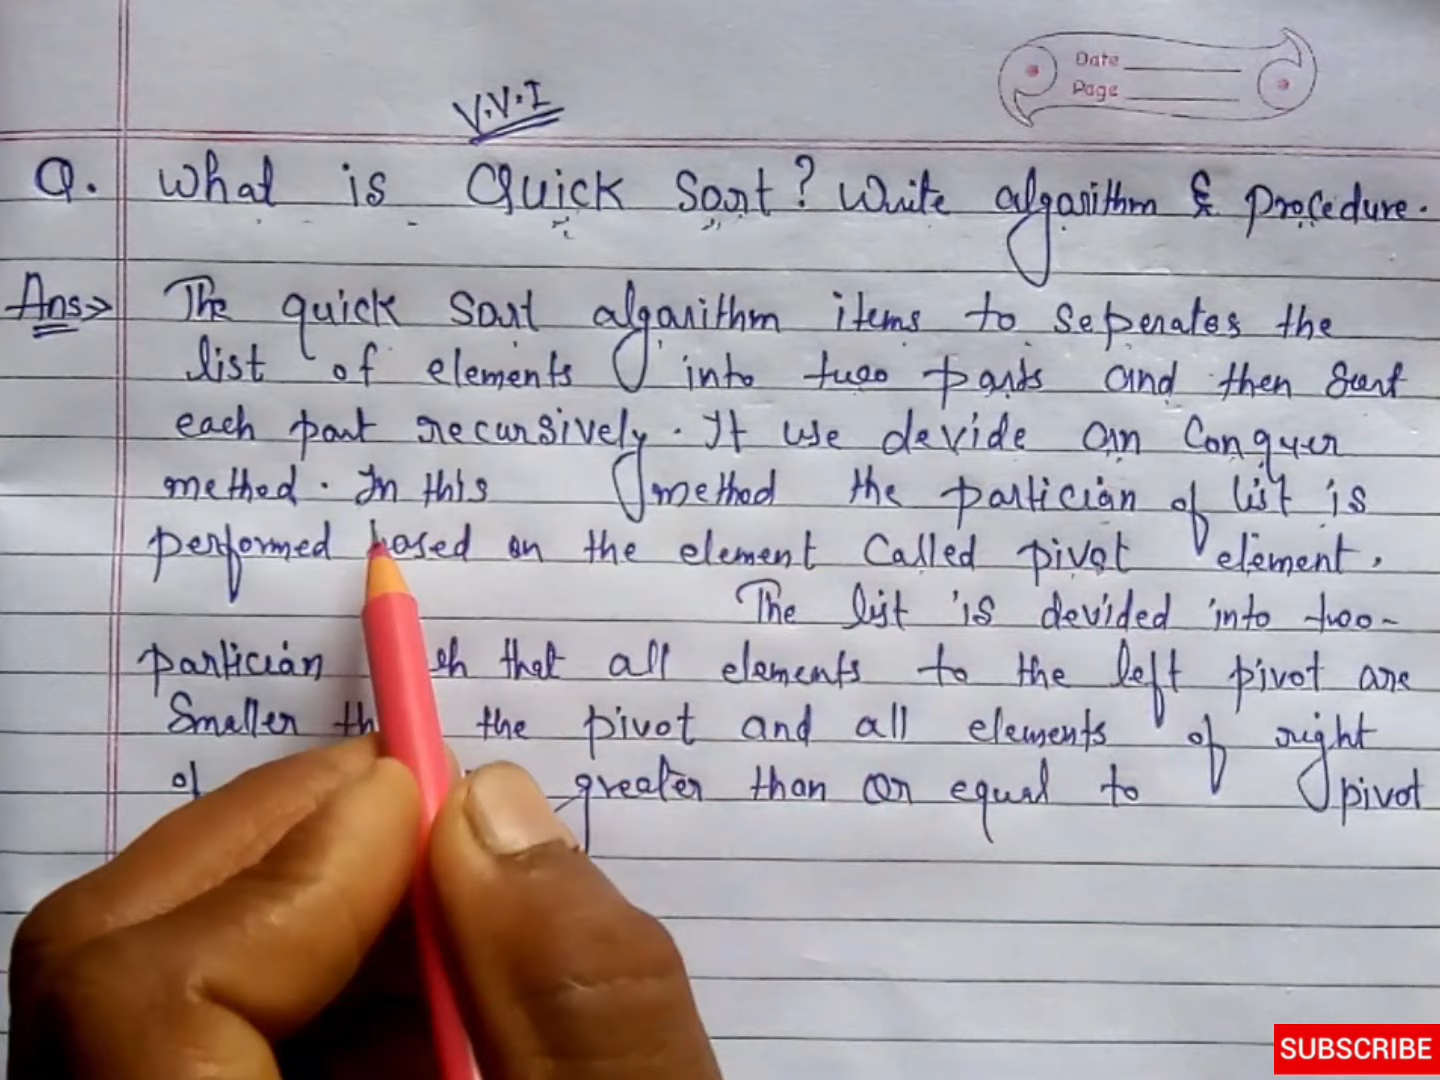 Date
Page
V.V.I
Q. What is Quick Sort? Write algorithm & procedure.
Ans> The quick Sort algorithm items to seperates the
list of elements into two parts and then Sort
each part recursively. It use devide an Conquer
method. In this method the partician of list is
performed based on the element Called pivot element.
The list is devided into two-
partician that all elements to the left pivot are
Smaller the pivot and all elements of right
of greater than or equal to pivot
SUBSCRIBE